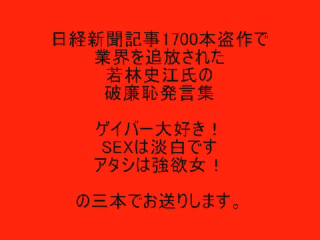 日経新聞記事1700本盗作で
業界を追放された
若林史江氏の
破廉恥発言集
ゲイバー大好き！
SEXは淡白です
アタシは強欲女！
の三本でお送りします。